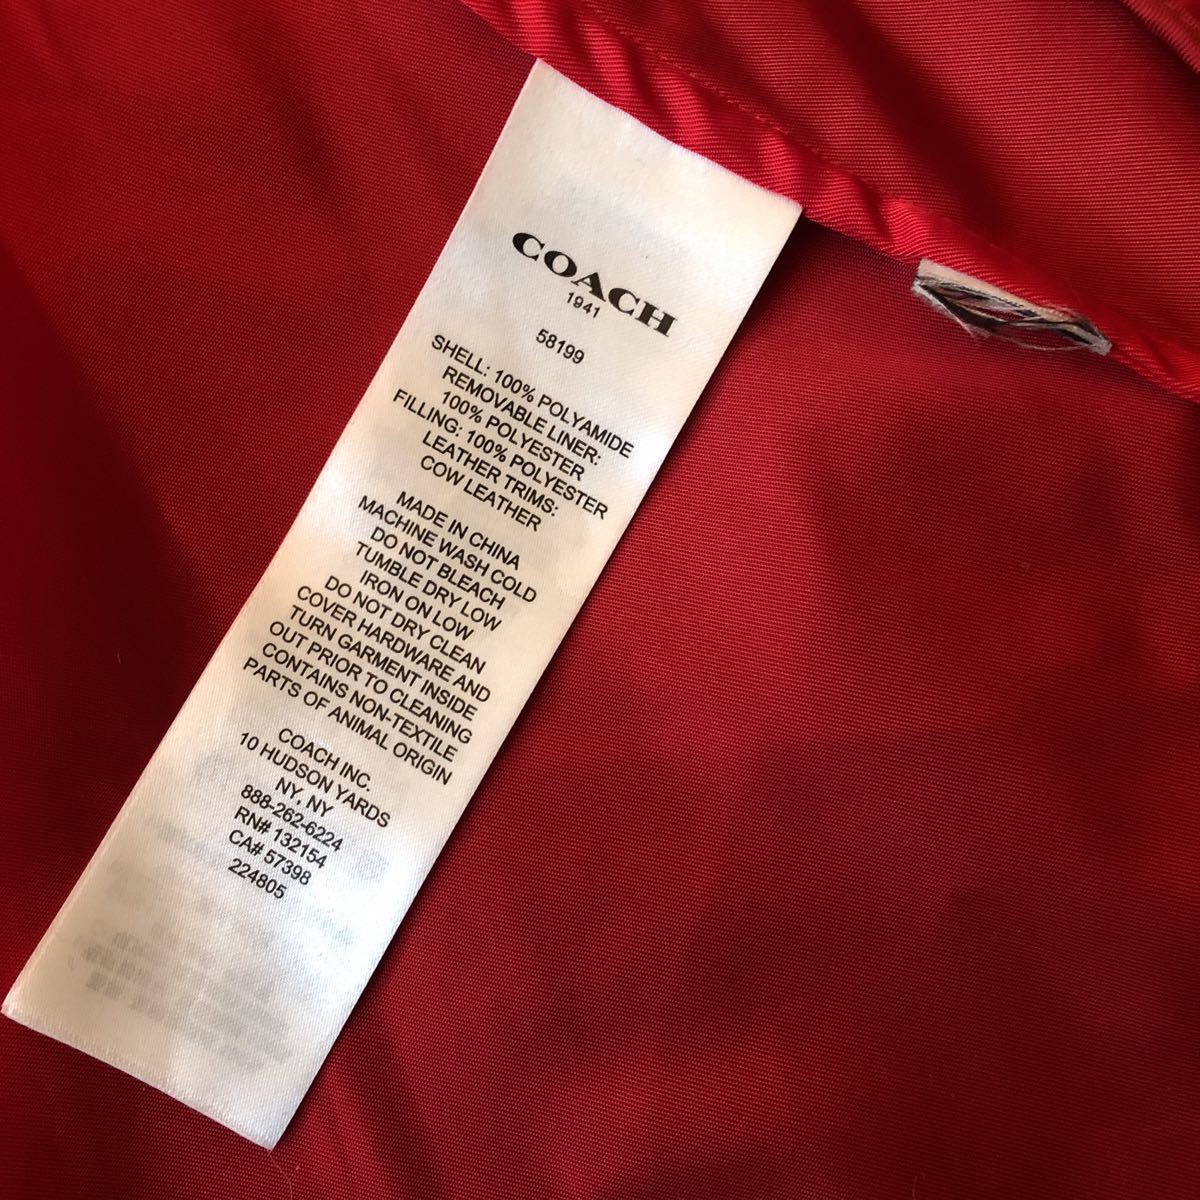 COACH
1941
58199
SHELL: 100% POLYAMIDE
REMOVABLE LINER:
100% POLYESTER
FILLING: 100% POLYESTER
LEATHER TRIMS:
COW LEATHER
MADE IN CHINA
MACHINE WASH COLD
DO NOT BLEACH
TUMBLE DRY LOW
IRON ON LOW
DO NOT DRY CLEAN
COVER HARDWARE AND
TURN GARMENT INSIDE
OUT PRIOR TO CLEANING
CONTAINS NON-TEXTILE
PARTS OF ANIMAL ORIGIN
COACH INC.
10 HUDSON YARDS
NY, NY
888-262-6224
RN# 132154
CA# 57398
224805